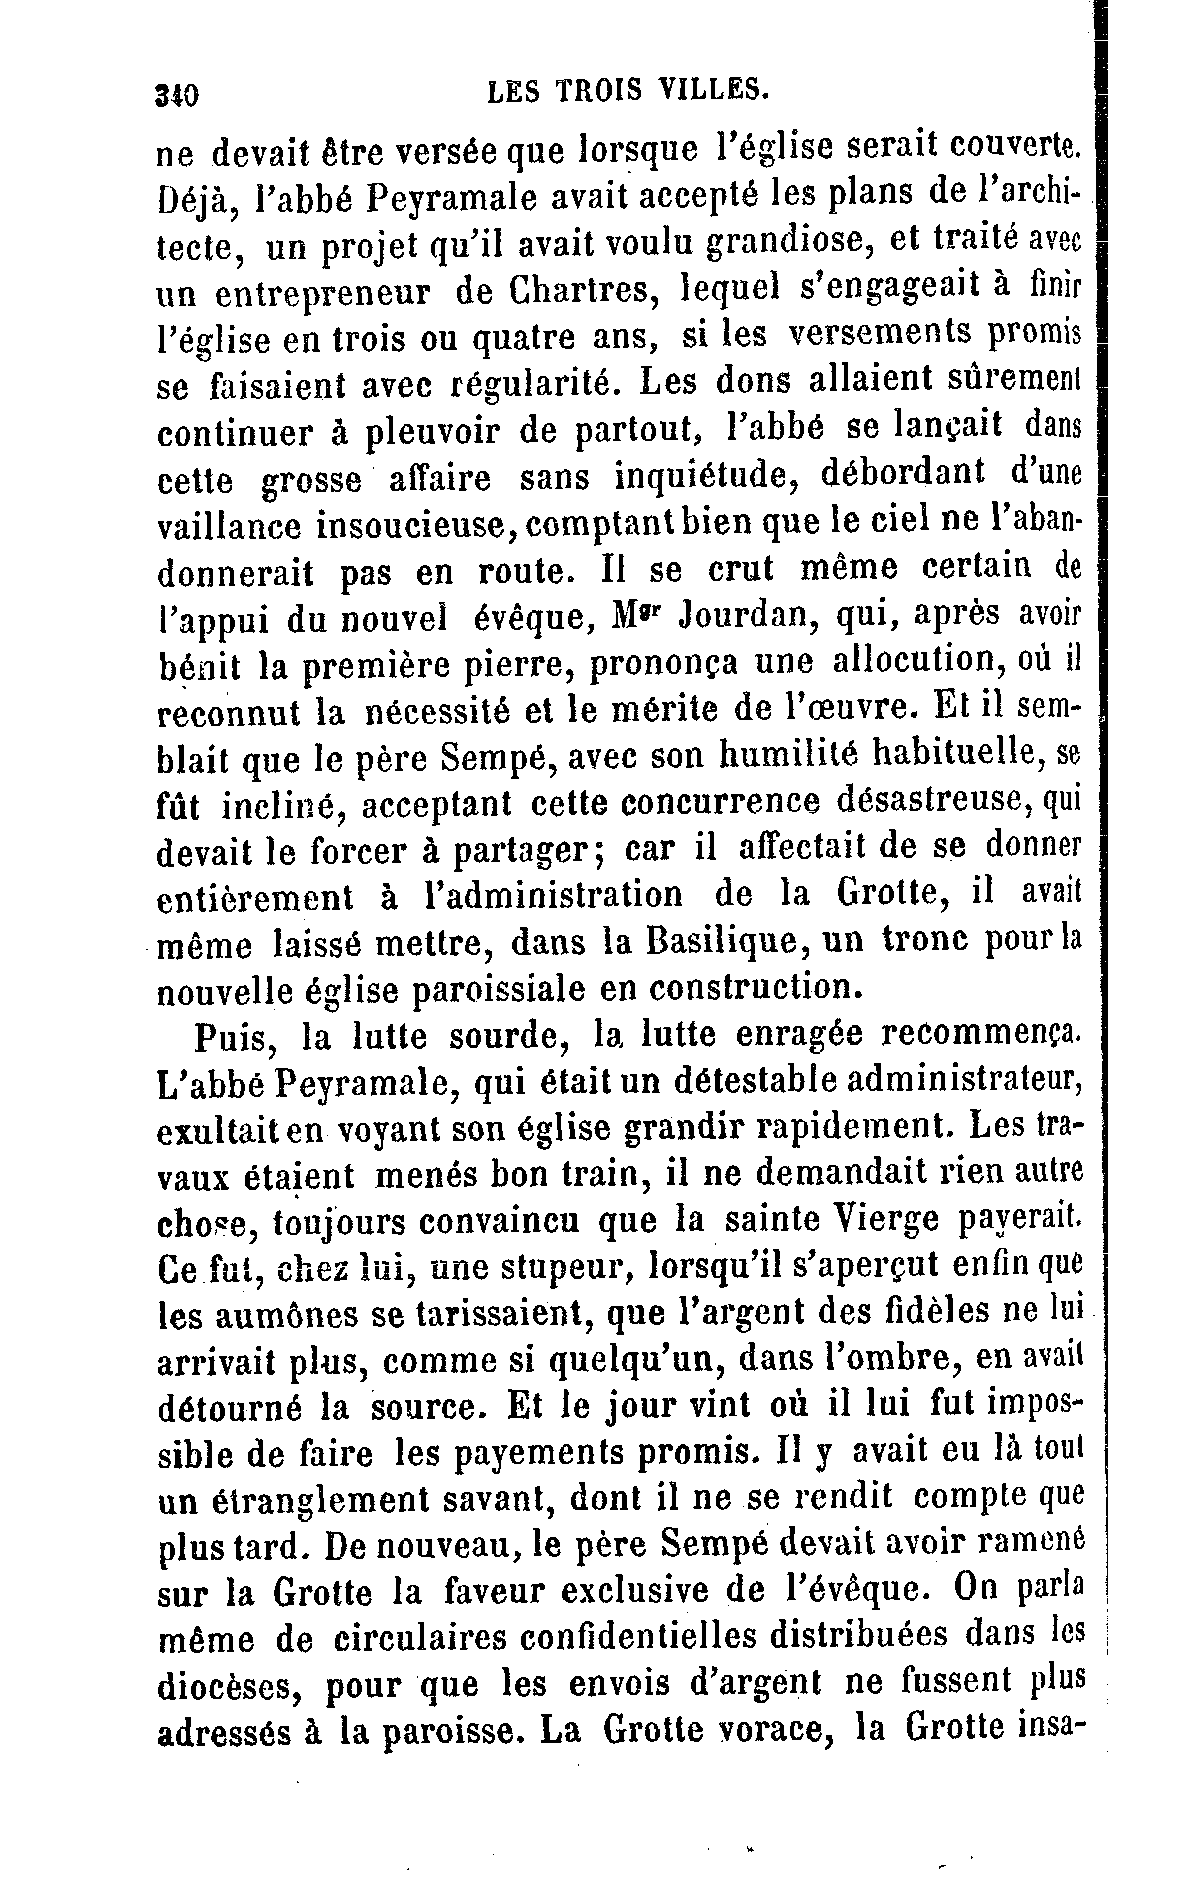 340 LES TROIS VILLES.
ne devait être versée que lorsque l'église serait couverte.
Déjà, l'abbé Peyramale avait accepté les plans de l'archi-
tecte, un projet qu'il avait voulu grandiose, et traité avec
un entrepreneur de Chartres, lequel s'engageait à finir
l'église en trois ou quatre ans, si les versements promis
se faisaient avec régularité. Les dons allaient sûrement
continuer à pleuvoir de partout, l'abbé se lançait dans
cette grosse affaire sans inquiétude, débordant d'une
vaillance insoucieuse, comptant bien que le ciel ne l'aban-
donnerait pas en route. Il se crut même certain de
l'appui du nouvel évêque, Mgr Jourdan, qui, après avoir
bénit la première pierre, prononça une allocution, où il
reconnut la nécessité et le mérite de l'œuvre. Et il sem-
blait que le père Sempé, avec son humilité habituelle, se
fût incliné, acceptant cette concurrence désastreuse, qui
devait le forcer à partager; car il affectait de se donner
entièrement à l'administration de la Grotte, il avait
même laissé mettre, dans la Basilique, un tronc pour la
nouvelle église paroissiale en construction.
Puis, la lutte sourde, la lutte enragée recommença.
L'abbé Peyramale, qui était un détestable administrateur,
exultait en voyant son église grandir rapidement. Les tra-
vaux étaient menés bon train, il ne demandait rien autre
chose, toujours convaincu que la sainte Vierge payerait.
Ce fut, chez lui, une stupeur, lorsqu'il s'aperçut enfin que
les aumônes se tarissaient, que l'argent des fidèles ne lui
arrivait plus, comme si quelqu'un, dans l'ombre, en avait
détourné la source. Et le jour vint où il lui fut impos-
sible de faire les payements promis. Il y avait eu là tout
un étranglement savant, dont il ne se rendit compte que
plus tard. De nouveau, le père Sempé devait avoir ramené
sur la Grotte la faveur exclusive de l'évêque. On parla
même de circulaires confidentielles distribuées dans les
diocèses, pour que les envois d'argent ne fussent plus
adressés à la paroisse. La Grotte vorace, la Grotte insa-